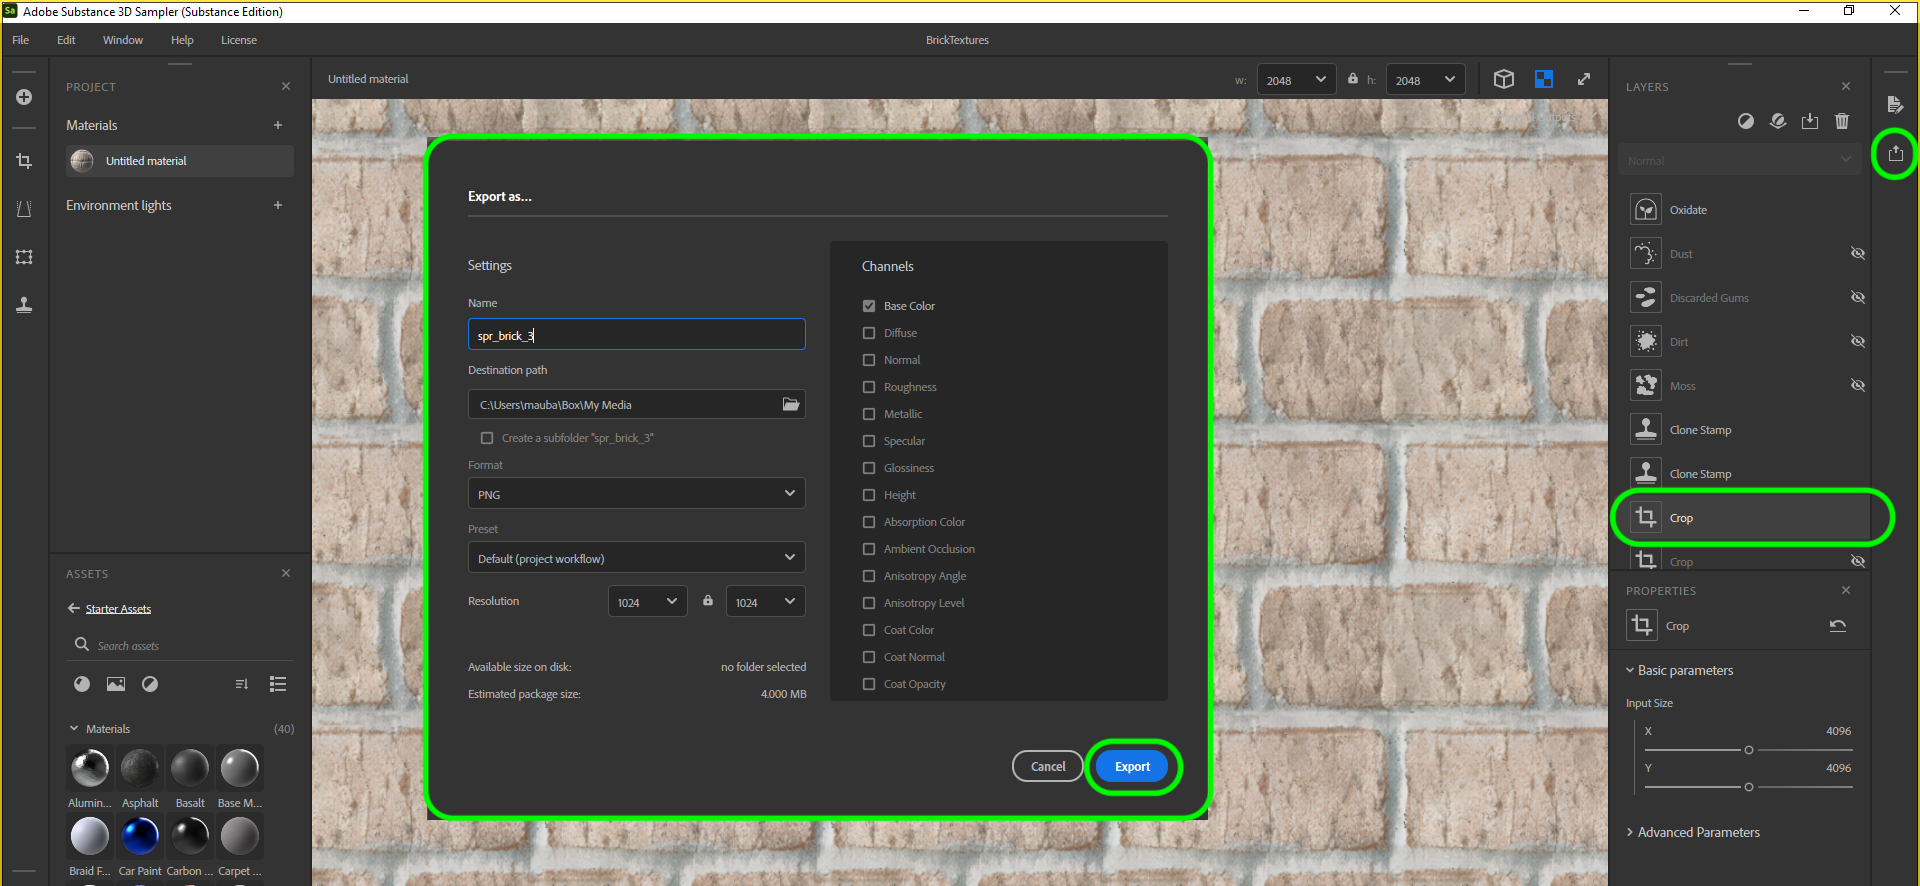 Sa Adobe Substance 3D Sampler (Substance Edition)
File Edit Window Help License BrickTextures
PROJECT
Materials
Untitled material
Environment lights
ASSETS
Starter Assets
Search assets
Materials (40)
Alumin... Asphalt Basalt Base M...
Braid F... Car Paint Carbon ... Carpet ...
Untitled material w: 2048 h: 2048
Export as...
Settings
Name
spr_brick_3
Destination path
C:\Users\mauba\Box\My Media
Create a subfolder "spr_brick_3"
Format
PNG
Preset
Default (project workflow)
Resolution 1024 1024
Available size on disk: no folder selected
Estimated package size: 4.000 MB
Channels
Base Color
Diffuse
Normal
Roughness
Metallic
Specular
Glossiness
Height
Absorption Color
Ambient Occlusion
Anisotropy Angle
Anisotropy Level
Coat Color
Coat Normal
Coat Opacity
Cancel Export
LAYERS
Normal
Oxidate
Dust
Discarded Gums
Dirt
Moss
Clone Stamp
Clone Stamp
Crop
Crop
PROPERTIES
Crop
Basic parameters
Input Size
X 4096
Y 4096
Advanced Parameters